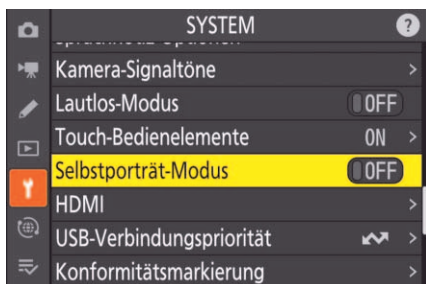 SYSTEM ?
Kamera-Signaltöne
Lautlos-Modus OFF
Touch-Bedienelemente ON
Selbstporträt-Modus OFF
HDMI
USB-Verbindungspriorität
Konformitätsmarkierung